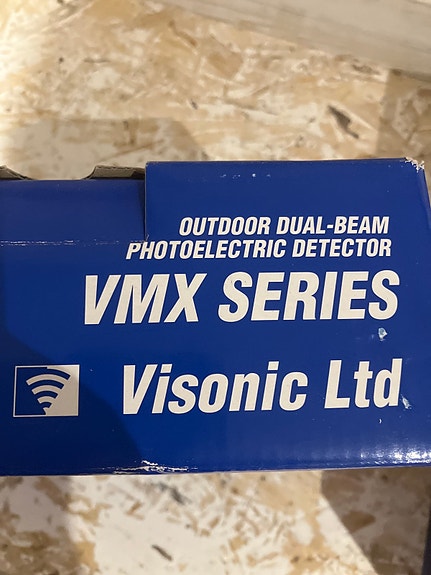 OUTDOOR DUAL-BEAM
PHOTOELECTRIC DETECTOR
VMX SERIES
Visonic Ltd